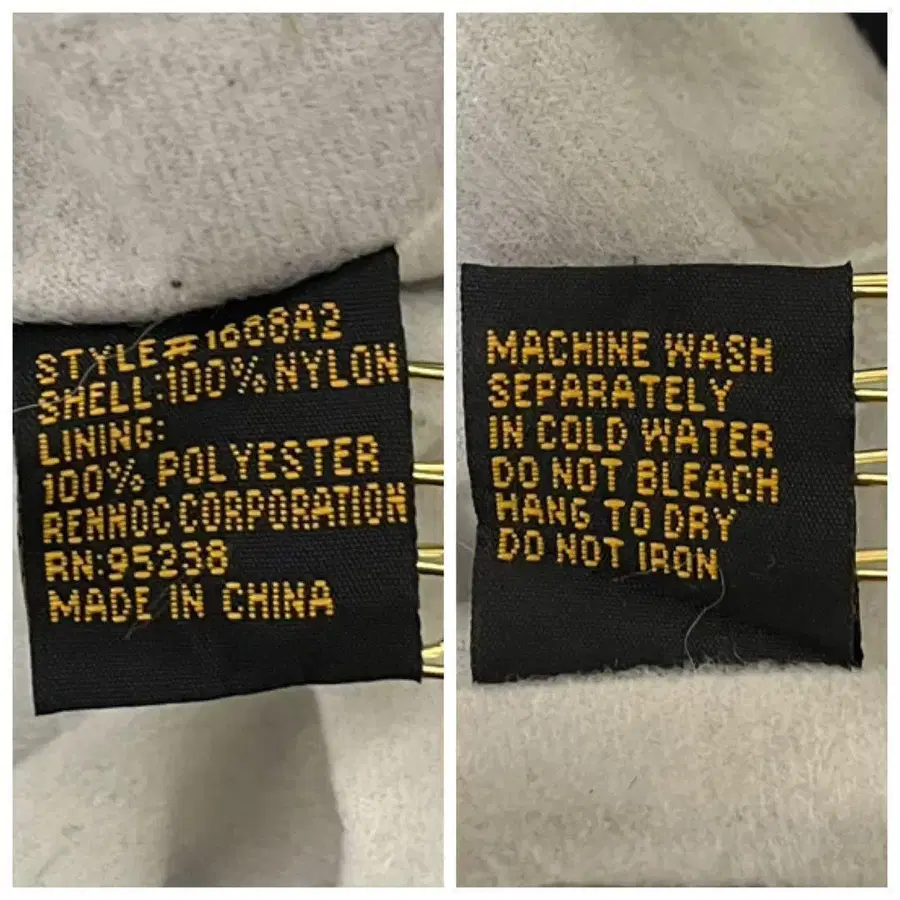 STYLE#1608A2
SHELL:100%NYLON
LINING:
100% POLYESTER
RENNOC CORPORATION
RN:95238
MADE IN CHINA
MACHINE WASH
SEPARATELY
IN COLD WATER
DO NOT BLEACH
HANG TO DRY
DO NOT IRON